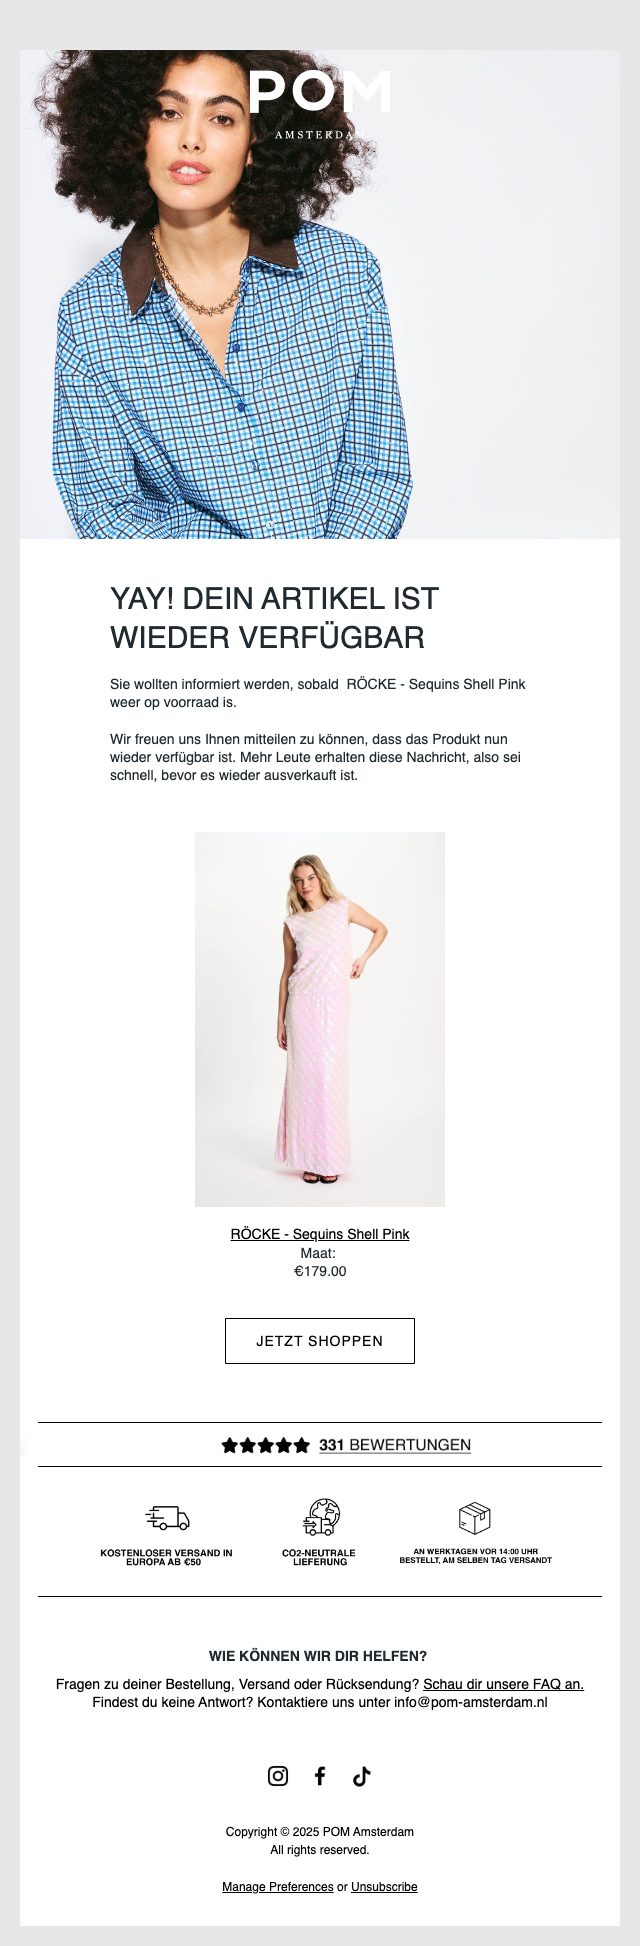 POM
AMSTERDAM
YAY! DEIN ARTIKEL IST
WIEDER VERFÜGBAR
Sie wollten informiert werden, sobald  RÖCKE - Sequins Shell Pink
weer op voorraad is.
Wir freuen uns Ihnen mitteilen zu können, dass das Produkt nun
wieder verfügbar ist. Mehr Leute erhalten diese Nachricht, also sei
schnell, bevor es wieder ausverkauft ist.
RÖCKE - Sequins Shell Pink
Maat:
€179.00
JETZT SHOPPEN
331 BEWERTUNGEN
KOSTENLOSER VERSAND IN
EUROPA AB €50
CO2-NEUTRALE
LIEFERUNG
AN WERKTAGEN VOR 14:00 UHR
BESTELLT, AM SELBEN TAG VERSANDT
WIE KÖNNEN WIR DIR HELFEN?
Fragen zu deiner Bestellung, Versand oder Rücksendung? Schau dir unsere FAQ an.
Findest du keine Antwort? Kontaktiere uns unter info@pom-amsterdam.nl
Copyright © 2025 POM Amsterdam
All rights reserved.
Manage Preferences or Unsubscribe